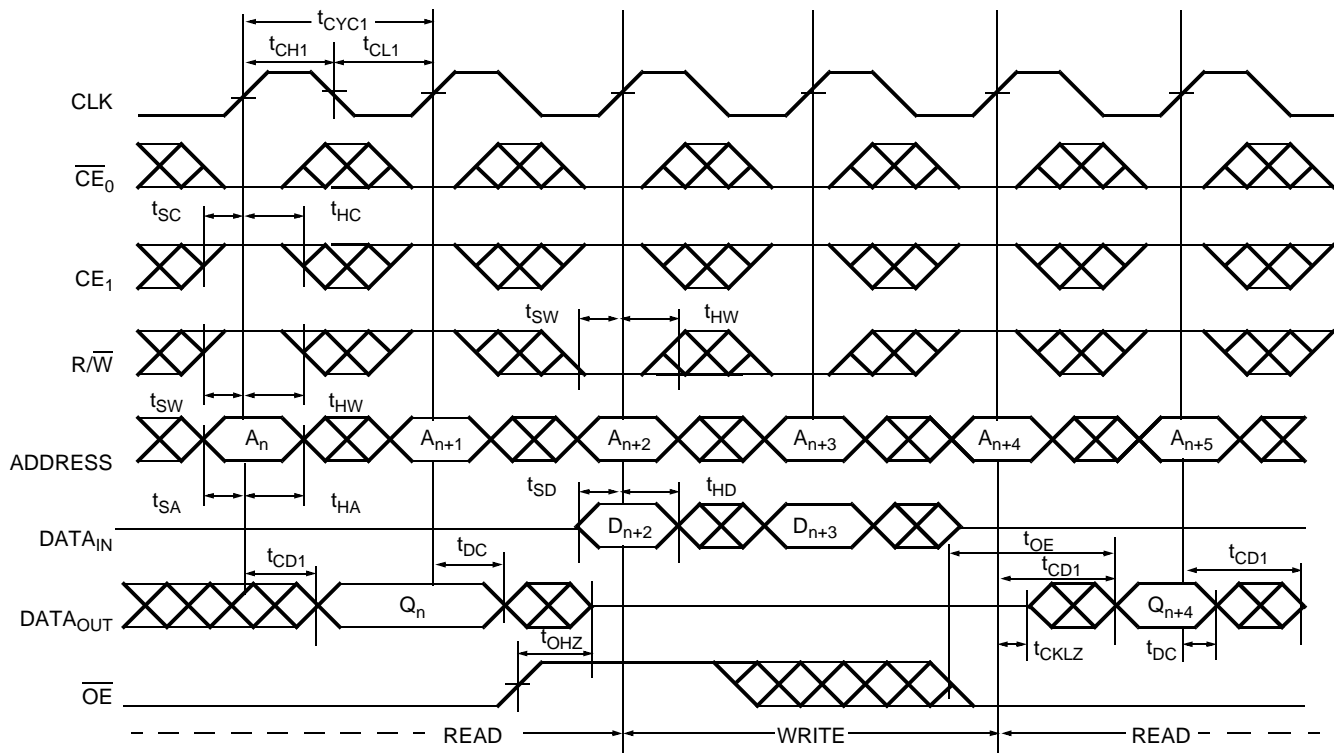 tCYC1
tCH1 tCL1
CLK
CE0
tSC tHC
CE1
tSW tHW
R/W
tSW tHW
An An+1 An+2 An+3 An+4 An+5
ADDRESS
tSA tHA tSD tHD
DATAIN Dn+2 Dn+3
tOE
tCD1 tDC tCD1 tCD1
DATAOUT Qn Qn+4
tOHZ tCKLZ tDC
OE
READ WRITE READ